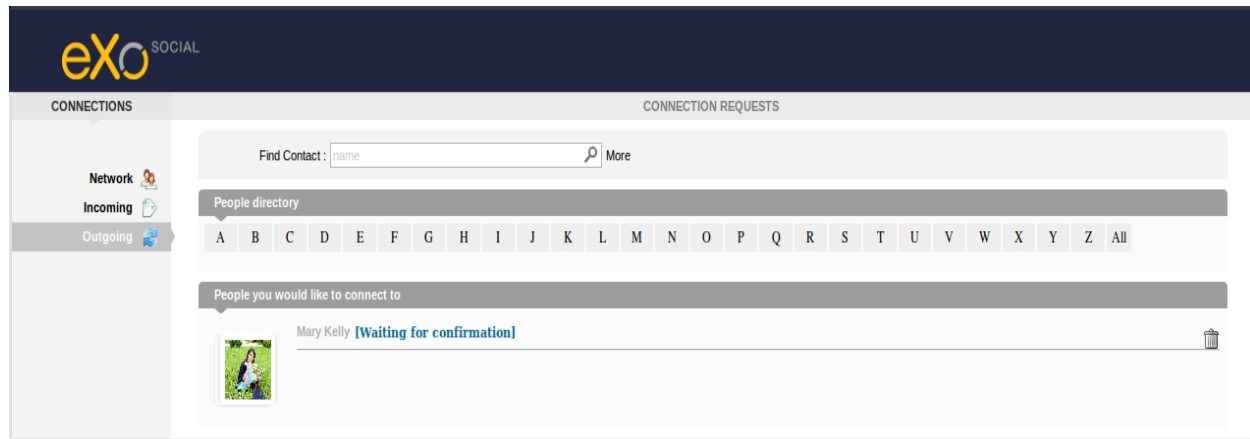 eXo SOCIAL
CONNECTIONS
CONNECTION REQUESTS
Find Contact : name More
Network
Incoming
Outgoing
People directory
A B C D E F G H I J K L M N O P Q R S T U V W X Y Z All
People you would like to connect to
Mary Kelly [Waiting for confirmation]